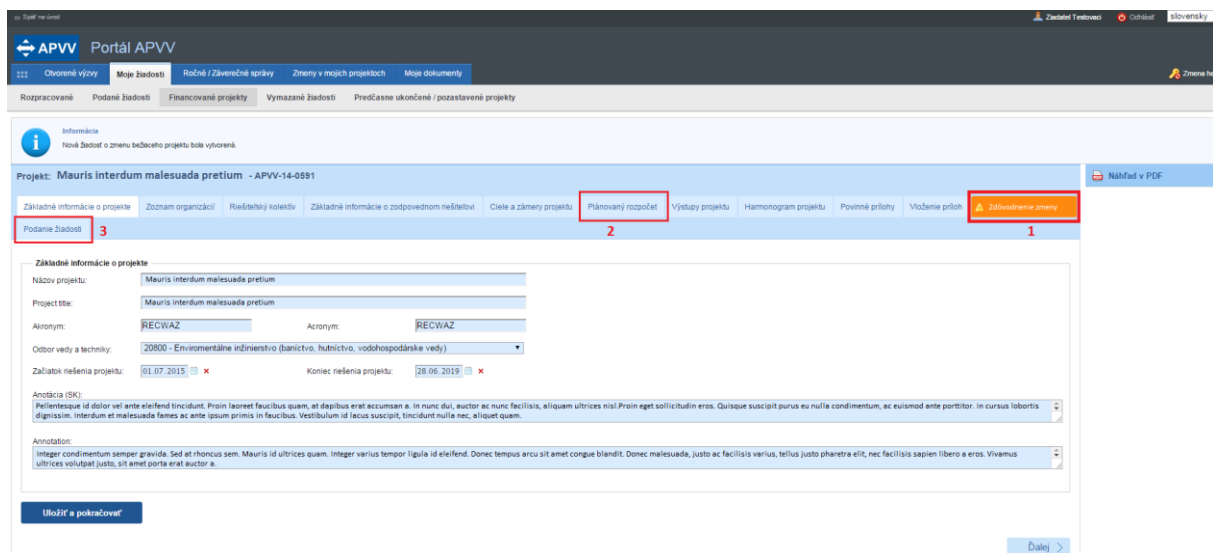 Späť na úvod
Ziadatel Testovaci Odhlásiť slovensky
APVV Portál APVV
Otvorené výzvy Moje žiadosti Ročné / Záverečné správy Zmeny v mojich projektoch Moje dokumenty Zmena he
Rozpracované Podané žiadosti Financované projekty Vymazané žiadosti Predčasne ukončené / pozastavené projekty
Informácia
Nová žiadosť o zmenu bežiaceho projektu bola vytvorená.
Projekt: Mauris interdum malesuada pretium - APVV-14-0591
Náhľad v PDF
Základné informácie o projekte Zoznam organizácií Riešiteľský kolektív Základné informácie o zodpovednom riešiteľovi Ciele a zámery projektu Plánovaný rozpočet Výstupy projektu Harmonogram projektu Povinné prílohy Vloženie príloh Zdôvodnenie zmeny
Podanie žiadosti 3 2 1
Základné informácie o projekte
Názov projektu: Mauris interdum malesuada pretium
Project title: Mauris interdum malesuada pretium
Akronym: RECWAZ Acronym: RECWAZ
Odbor vedy a techniky: 20800 - Enviromentálne inžinierstvo (baníctvo, hutníctvo, vodohospodárske vedy)
Začiatok riešenia projektu: 01.07.2015 Koniec riešenia projektu: 28.06.2019
Anotácia (SK):
Pellentesque id dolor vel ante eleifend tincidunt. Proin laoreet faucibus quam, at dapibus erat accumsan a. In nunc dui, auctor ac nunc facilisis, aliquam ultrices nisl.Proin eget sollicitudin eros. Quisque suscipit purus eu nulla condimentum, ac euismod ante porttitor. In cursus lobortis
dignissim. Interdum et malesuada fames ac ante ipsum primis in faucibus. Vestibulum id lacus suscipit, tincidunt nulla nec, aliquet quam.
Annotation:
Integer condimentum semper gravida. Sed at rhoncus sem. Mauris id ultrices quam. Integer varius tempor ligula id eleifend. Donec tempus arcu sit amet congue blandit. Donec malesuada, justo ac facilisis varius, tellus justo pharetra elit, nec facilisis sapien libero a eros. Vivamus
ultrices volutpat justo, sit amet porta erat auctor a.
Uložiť a pokračovať
Ďalej